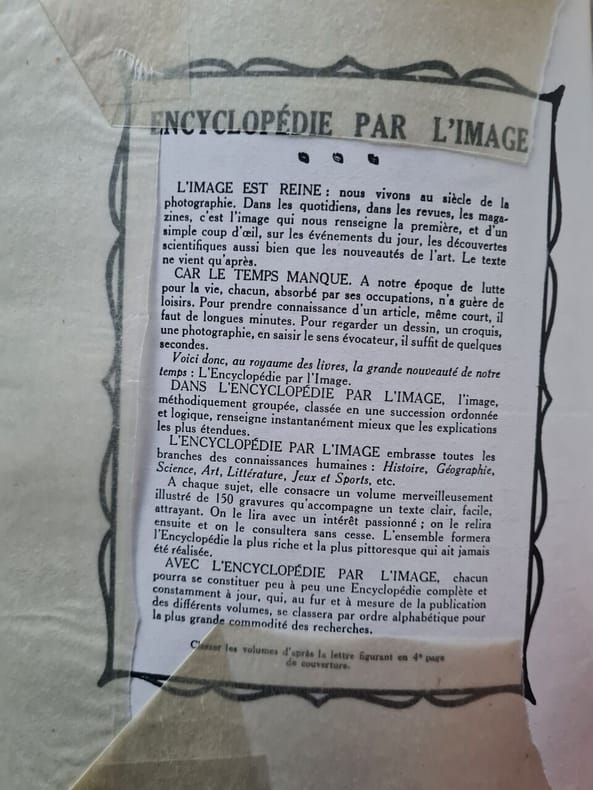 ENCYCLOPÉDIE PAR L'IMAGE
L'IMAGE EST REINE : nous vivons au siècle de la
photographie. Dans les quotidiens, dans les revues, les maga-
zines, c'est l'image qui nous renseigne la première, et d'un
simple coup d'œil, sur les événements du jour, les découvertes
scientifiques aussi bien que les nouveautés de l'art. Le texte
ne vient qu'après.
CAR LE TEMPS MANQUE. A notre époque de lutte
pour la vie, chacun, absorbé par ses occupations, n'a guère de
loisirs. Pour prendre connaissance d'un article, même court, il
faut de longues minutes. Pour regarder un dessin, un croquis,
une photographie, en saisir le sens évocateur, il suffit de quelques
secondes.
Voici donc, au royaume des livres, la grande nouveauté de notre
temps : L'Encyclopédie par l'Image.
DANS L'ENCYCLOPÉDIE PAR L'IMAGE, l'image,
méthodiquement groupée, classée en une succession ordonnée
et logique, renseigne instantanément mieux que les explications
les plus étendues.
L'ENCYCLOPÉDIE PAR L'IMAGE embrasse toutes les
branches des connaissances humaines : Histoire, Géographie,
Science, Art, Littérature, Jeux et Sports, etc.
A chaque sujet, elle consacre un volume merveilleusement
illustré de 150 gravures qu'accompagne un texte clair, facile,
attrayant. On le lira avec un intérêt passionné ; on le relira
ensuite et on le consultera sans cesse. L'ensemble formera
l'Encyclopédie la plus riche et la plus pittoresque qui ait jamais
été réalisée.
AVEC L'ENCYCLOPÉDIE PAR L'IMAGE, chacun
pourra se constituer peu à peu une Encyclopédie complète et
constamment à jour, qui, au fur et à mesure de la publication
des différents volumes, se classera par ordre alphabétique pour
la plus grande commodité des recherches.
Classer les volumes d'après la lettre figurant en 4e page
de couverture.